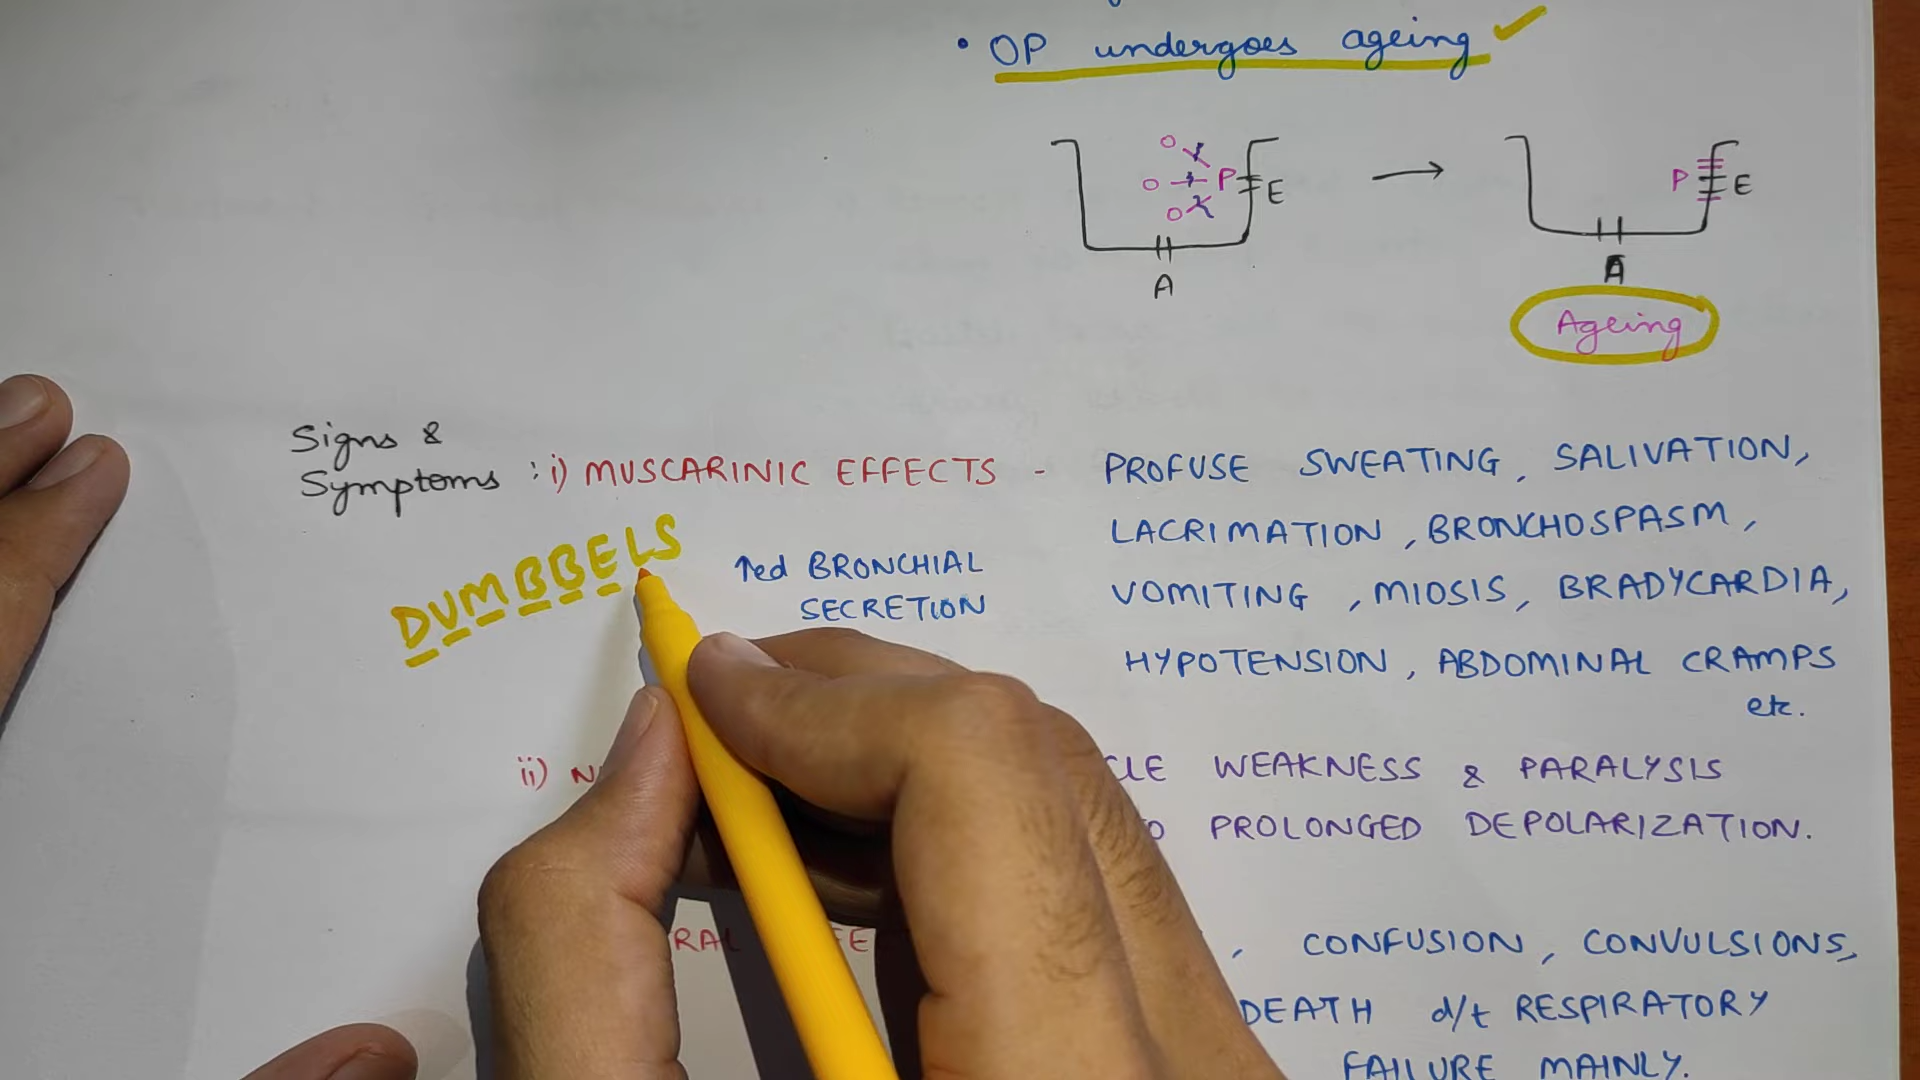 • OP undergoes ageing ✓
O
O P E
O
A
P E
A
Ageing
Signs &
Symptoms : i) MUSCARINIC EFFECTS - PROFUSE SWEATING, SALIVATION,
LACRIMATION, BRONCHOSPASM,
DUMBBELS
↑ed BRONCHIAL
SECRETION
VOMITING, MIOSIS, BRADYCARDIA,
HYPOTENSION, ABDOMINAL CRAMPS
etc.
ii) WEAKNESS & PARALYSIS
PROLONGED DEPOLARIZATION.
, CONFUSION, CONVULSIONS,
DEATH d/t RESPIRATORY
FAILURE MAINLY.